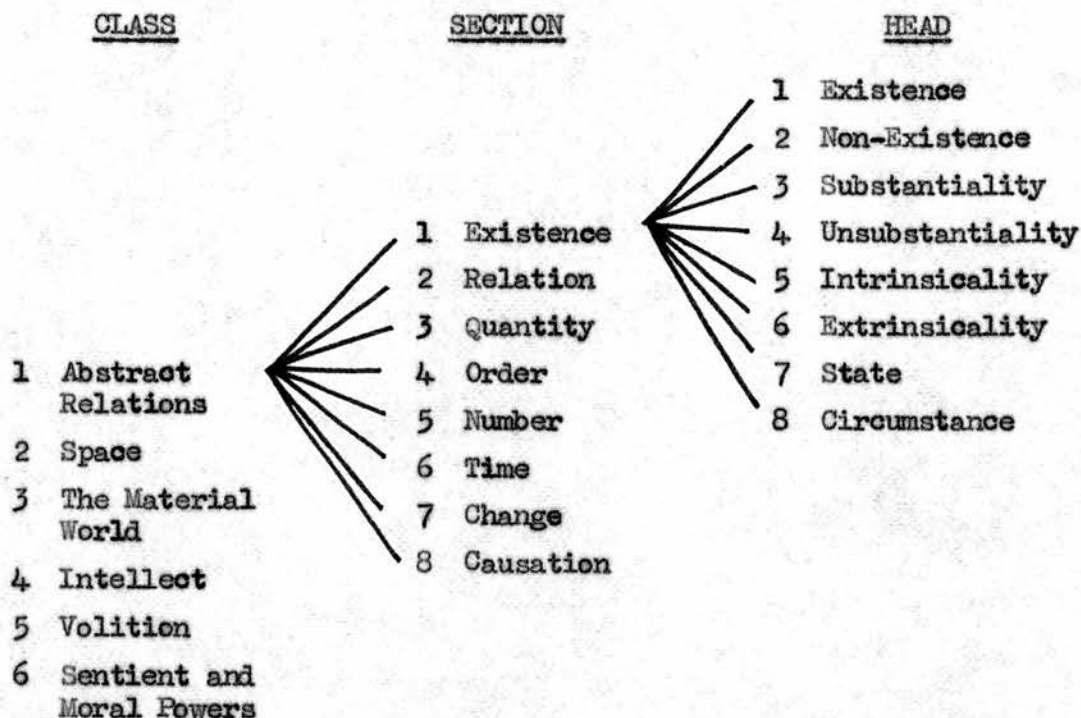 CLASS
SECTION
HEAD
1 Abstract
Relations
2 Space
3 The Material
World
4 Intellect
5 Volition
6 Sentient and
Moral Powers
1 Existence
2 Relation
3 Quantity
4 Order
5 Number
6 Time
7 Change
8 Causation
1 Existence
2 Non-Existence
3 Substantiality
4 Unsubstantiality
5 Intrinsicality
6 Extrinsicality
7 State
8 Circumstance